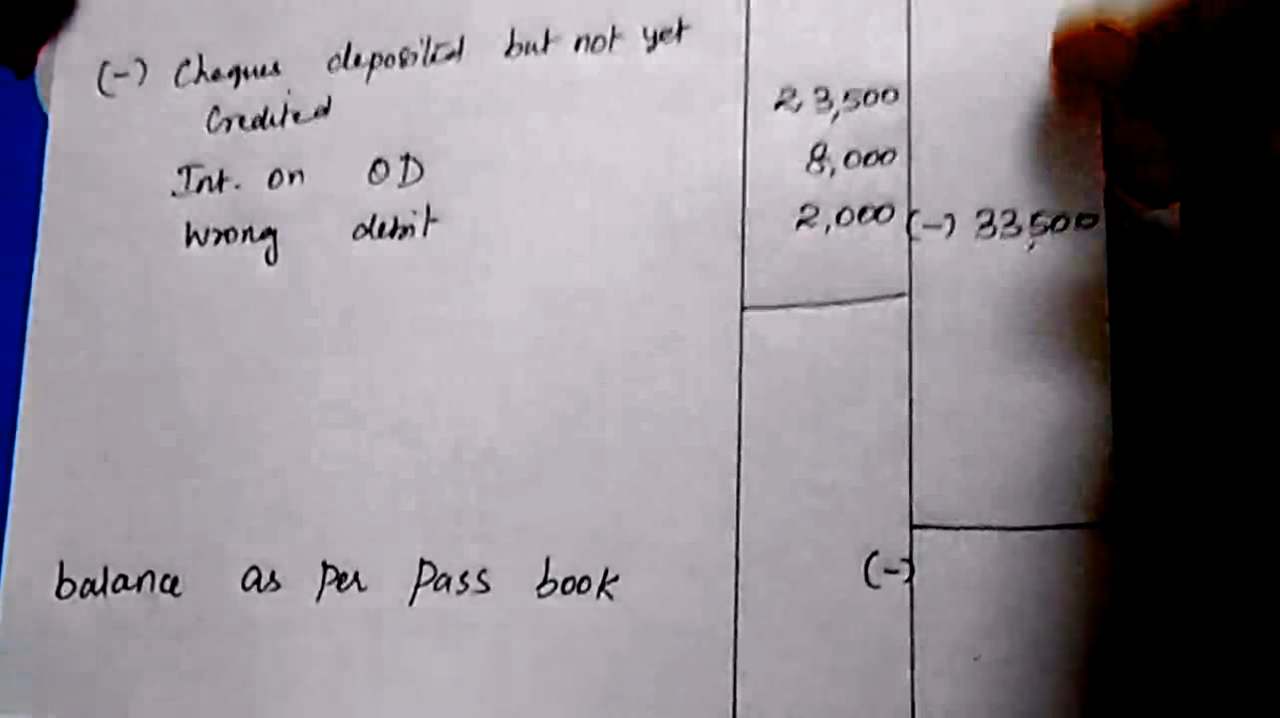 (-) Cheques deposited but not yet
Credited 23,500
Int. on OD 8,000
Wrong debit 2,000 (-) 33,500
balance as per Pass book (-)